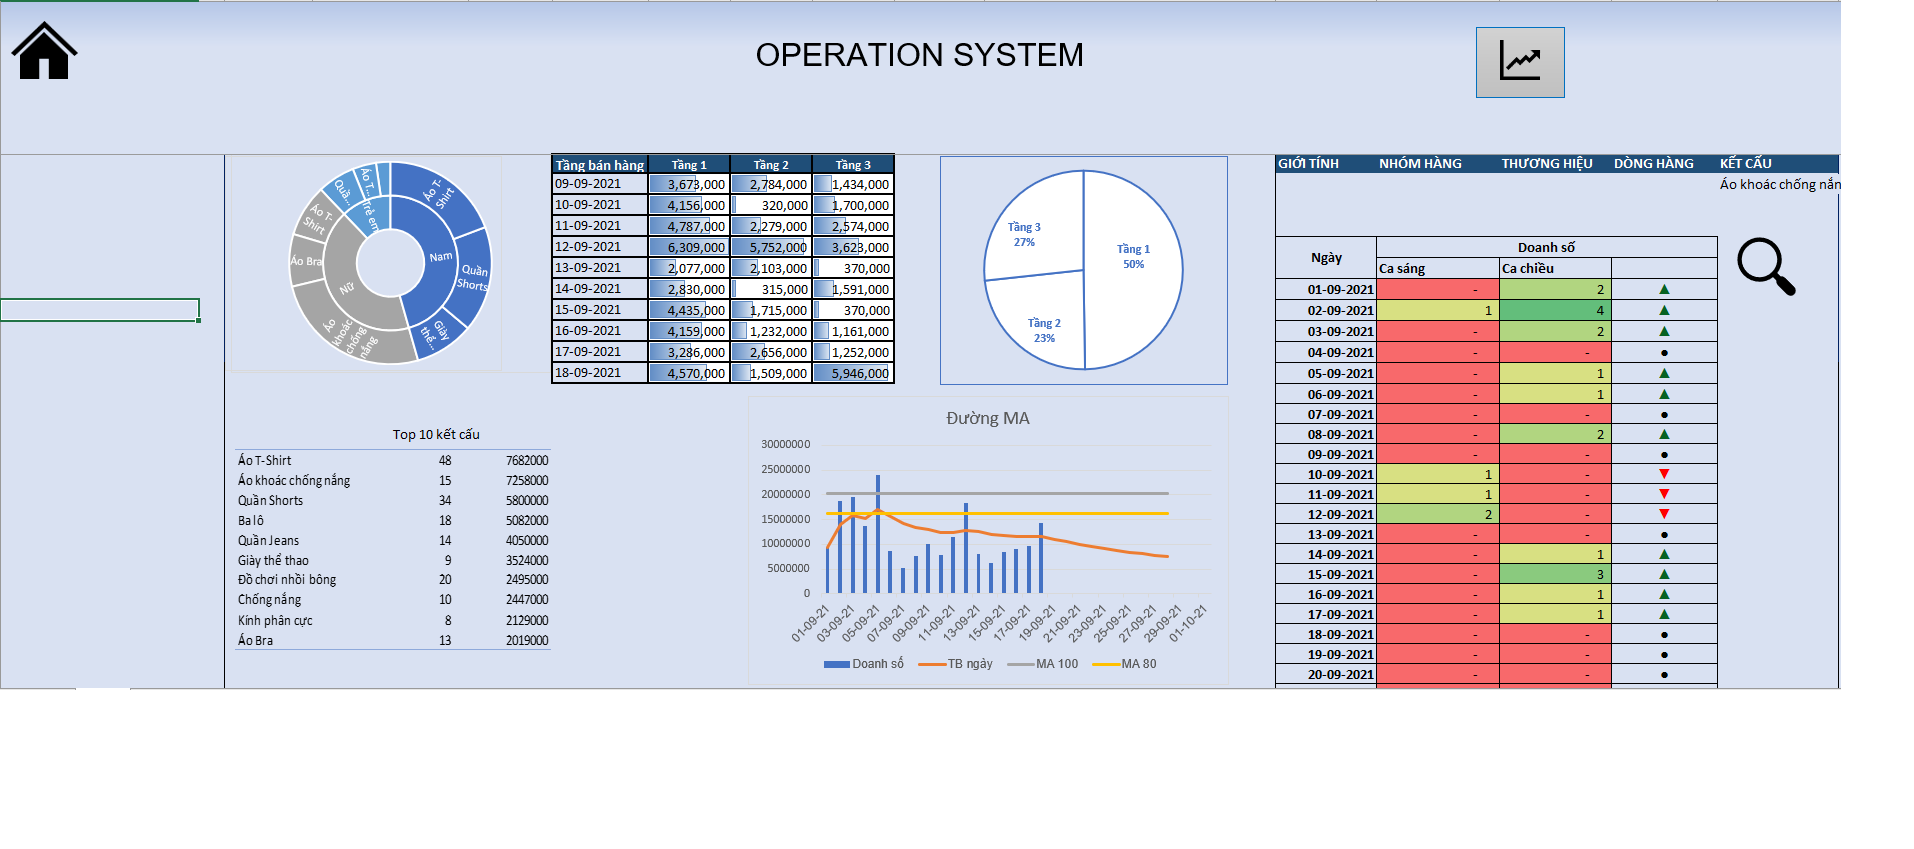 OPERATION SYSTEM
Áo T-Shirt
Quần Shorts
Giày thể...
Áo khoác chống nắng
Áo Bra
Áo T-Shirt
Quầ...
Áo T...
Nam
Nữ
Trẻ em
Tầng bán hàng Tầng 1 Tầng 2 Tầng 3
09-09-2021 3,673,000 2,784,000 1,434,000
10-09-2021 4,156,000 320,000 1,700,000
11-09-2021 4,787,000 2,279,000 2,574,000
12-09-2021 6,309,000 5,752,000 3,623,000
13-09-2021 2,077,000 2,103,000 370,000
14-09-2021 2,830,000 315,000 1,591,000
15-09-2021 4,435,000 1,715,000 370,000
16-09-2021 4,159,000 1,232,000 1,161,000
17-09-2021 3,286,000 2,656,000 1,252,000
18-09-2021 4,570,000 1,509,000 5,946,000
Tầng 3
27%
Tầng 1
50%
Tầng 2
23%
Top 10 kết cấu
Áo T-Shirt 48 7682000
Áo khoác chống nắng 15 7258000
Quần Shorts 34 5800000
Ba lô 18 5082000
Quần Jeans 14 4050000
Giày thể thao 9 3524000
Đồ chơi nhồi bông 20 2495000
Chống nắng 10 2447000
Kính phân cực 8 2129000
Áo Bra 13 2019000
Đường MA
30000000
25000000
20000000
15000000
10000000
5000000
0
01-09-21 03-09-21 05-09-21 07-09-21 09-09-21 11-09-21 13-09-21 15-09-21 17-09-21 19-09-21 21-09-21 23-09-21 25-09-21 27-09-21 29-09-21 01-10-21
Doanh số TB ngày MA 100 MA 80
GIỚI TÍNH NHÓM HÀNG THƯƠNG HIỆU DÒNG HÀNG KẾT CẤU
Áo khoác chống nắn
Ngày Doanh số
Ca sáng Ca chiều
01-09-2021 - 2 ▲
02-09-2021 1 4 ▲
03-09-2021 - 2 ▲
04-09-2021 - - ●
05-09-2021 - 1 ▲
06-09-2021 - 1 ▲
07-09-2021 - - ●
08-09-2021 - 2 ▲
09-09-2021 - - ●
10-09-2021 1 - ▼
11-09-2021 1 - ▼
12-09-2021 2 - ▼
13-09-2021 - - ●
14-09-2021 - 1 ▲
15-09-2021 - 3 ▲
16-09-2021 - 1 ▲
17-09-2021 - 1 ▲
18-09-2021 - - ●
19-09-2021 - - ●
20-09-2021 - - ●